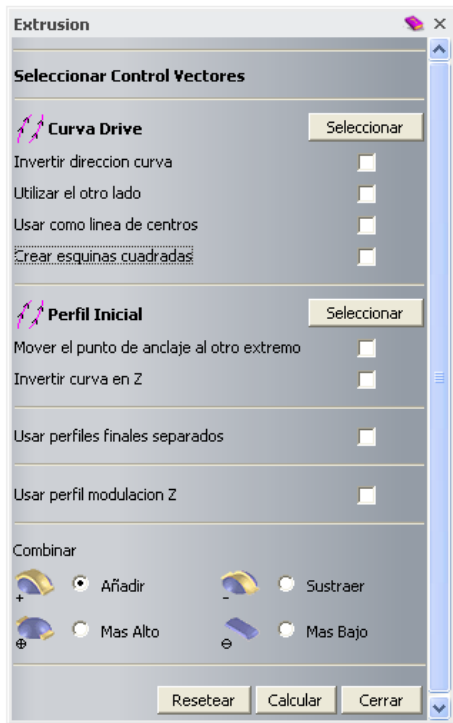 Extrusion
Seleccionar Control Vectores
Curva Drive Seleccionar
Invertir direccion curva
Utilizar el otro lado
Usar como linea de centros
Crear esquinas cuadradas
Perfil Inicial Seleccionar
Mover el punto de anclaje al otro extremo
Invertir curva en Z
Usar perfiles finales separados
Usar perfil modulacion Z
Combinar
Añadir Sustraer
Mas Alto Mas Bajo
Resetear Calcular Cerrar